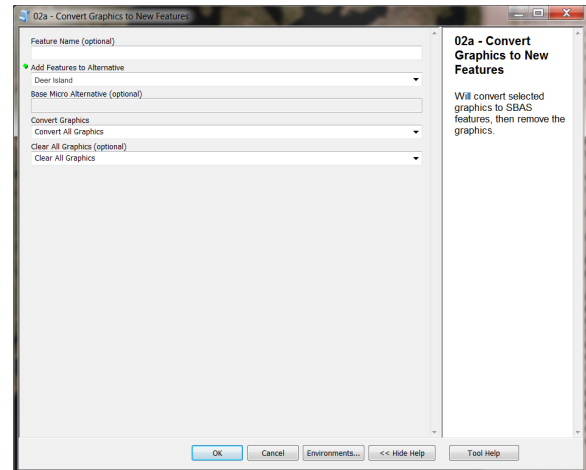 02a - Convert Graphics to New Features
Feature Name (optional)
Add Features to Alternative
Deer Island
Base Micro Alternative (optional)
Convert Graphics
Convert All Graphics
Clear All Graphics (optional)
Clear All Graphics
OK
Cancel
Environments...
<< Hide Help
02a - Convert
Graphics to New
Features
Will convert selected
graphics to SBAS
features, then remove the
graphics.
Tool Help